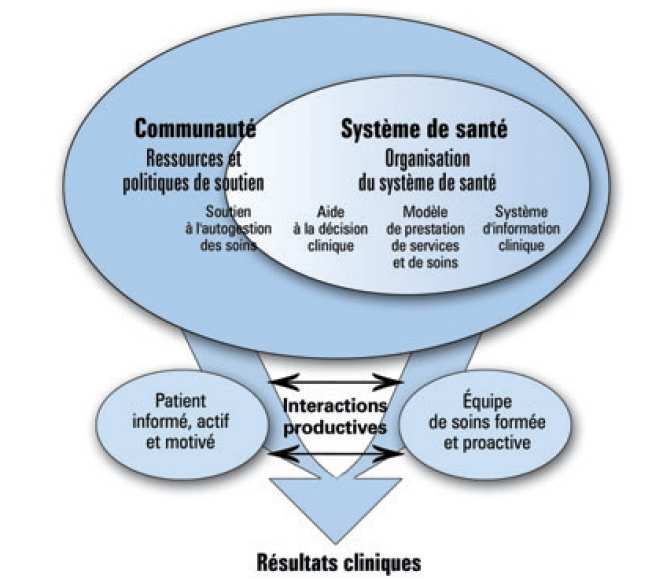 Communauté
Ressources et
politiques de soutien
Système de santé
Organisation
du système de santé
Soutien
à l'autogestion
des soins
Aide
à la décision
clinique
Modèle
de prestation
de services
et de soins
Système
d'information
clinique
Patient
informé, actif
et motivé
Interactions
productives
Équipe
de soins formée
et proactive
Résultats cliniques